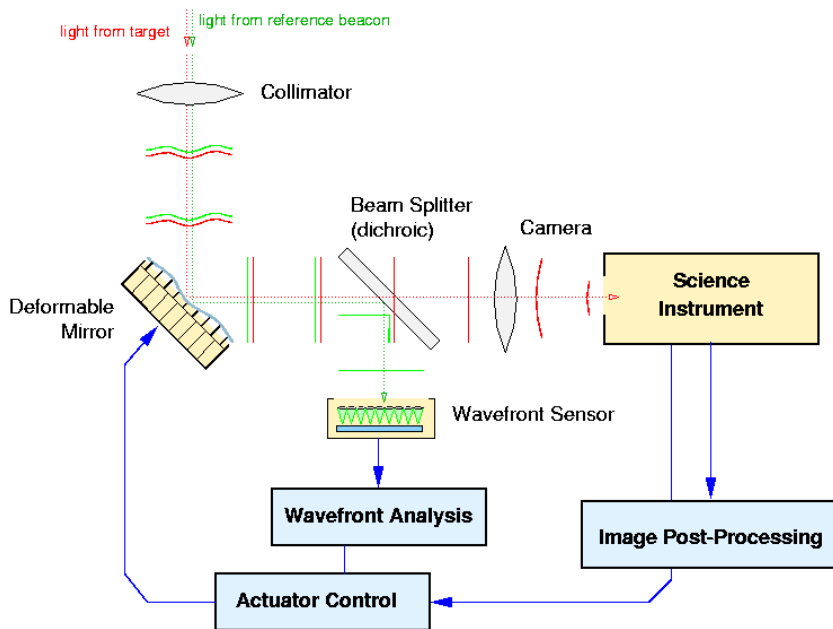 light from reference beacon
light from target
Collimator
Beam Splitter
(dichroic)
Camera
Science
Instrument
Deformable
Mirror
Wavefront Sensor
Wavefront Analysis
Image Post-Processing
Actuator Control